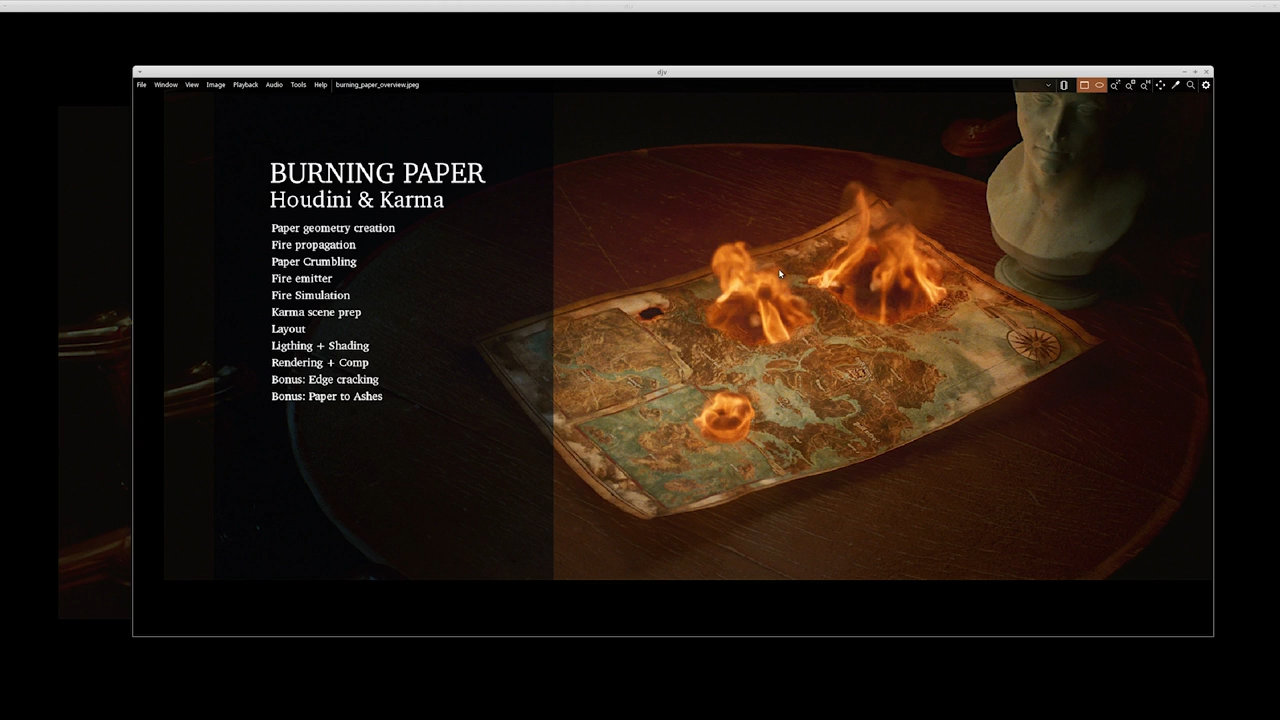 djv
File Window View Image Playback Audio Tools Help burning_paper_overview.jpeg
BURNING PAPER
Houdini & Karma
Paper geometry creation
Fire propagation
Paper Crumbling
Fire emitter
Fire Simulation
Karma scene prep
Layout
Ligthing + Shading
Rendering + Comp
Bonus: Edge cracking
Bonus: Paper to Ashes